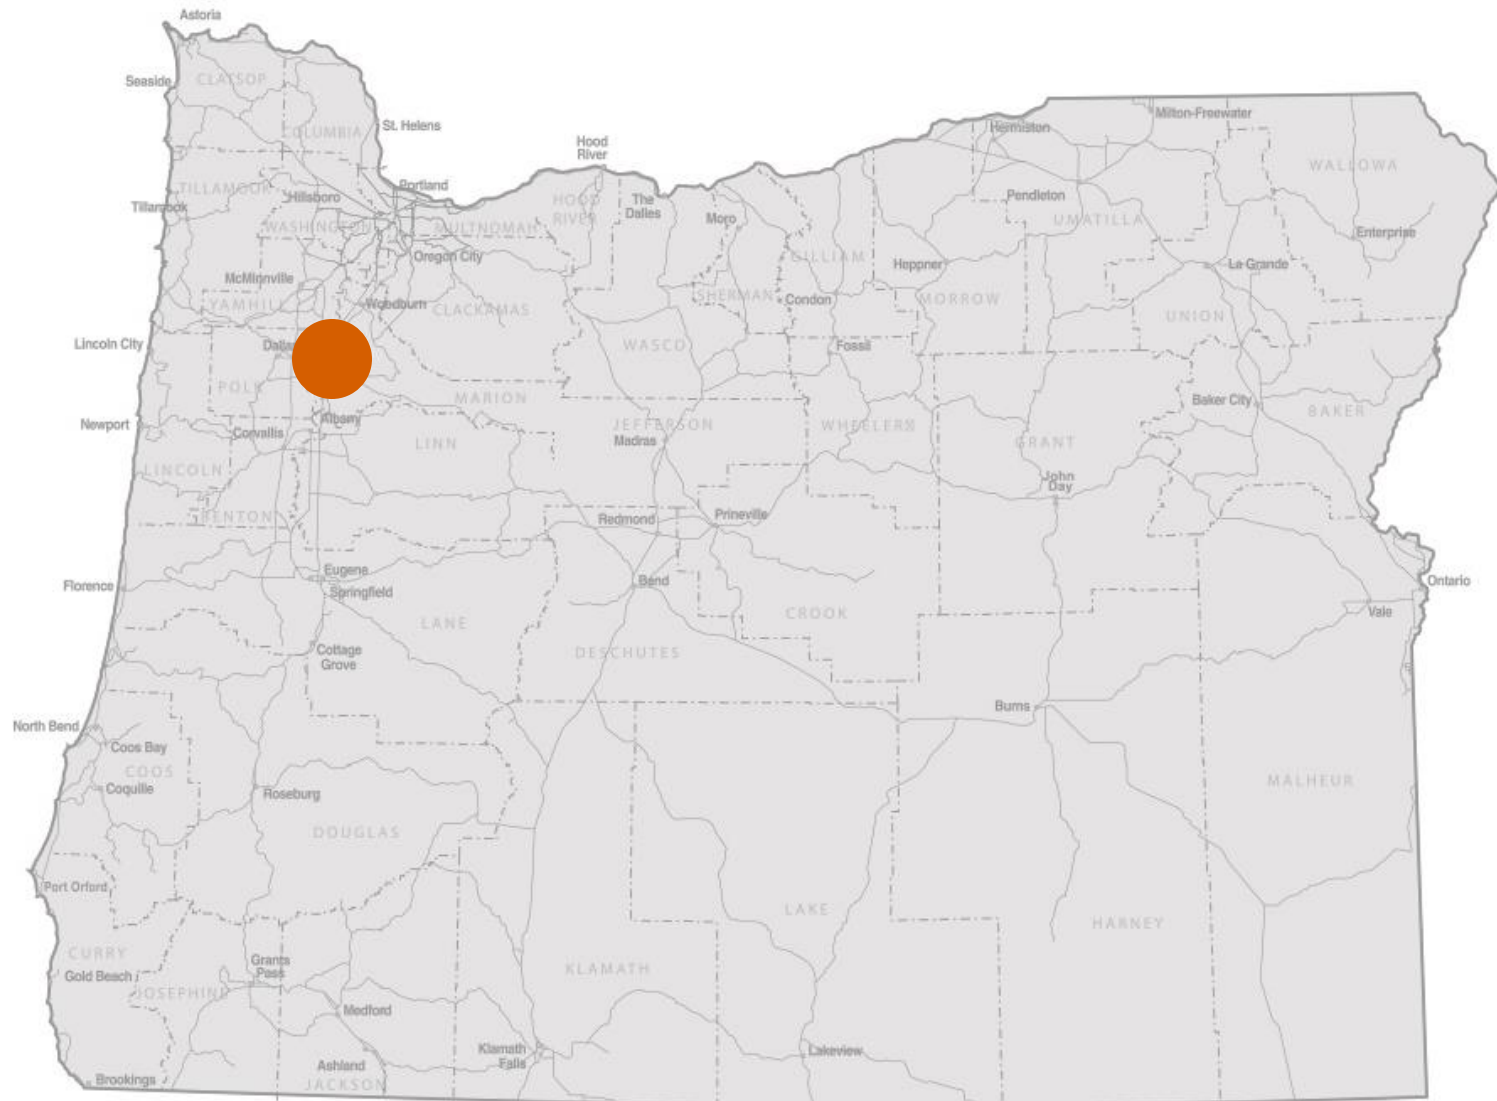 Astoria
Seaside
CLATSOP
COLUMBIA
St. Helens
Hood
River
Hermiston
Milton-Freewater
WALLOWA
TILLAMOOK
Hillsboro
Portland
Tillamook
WASHINGTON
MULTNOMAH
HOOD
RIVER
The
Dalles
Moro
Pendleton
UMATILLA
Enterprise
Oregon City
GILLIAM
Heppner
La Grande
McMinnville
YAMHILL
Woodburn
CLACKAMAS
SHERMAN
Condon
MORROW
UNION
Lincoln City
WASCO
Fossil
POLK
MARION
Baker City
BAKER
Newport
Albany
Corvallis
LINN
JEFFERSON
Madras
WHEELER
GRANT
LINCOLN
John
Day
BENTON
Redmond
Prineville
Eugene
Springfield
Florence
Bend
Ontario
Vale
LANE
CROOK
Cottage
Grove
DESCHUTES
North Bend
Coos Bay
COOS
Coquille
Burns
Roseburg
MALHEUR
DOUGLAS
Port Orford
LAKE
HARNEY
CURRY
Gold Beach
Grants
Pass
KLAMATH
JOSEPHINE
Medford
Klamath
Falls
Lakeview
Ashland
JACKSON
Brookings